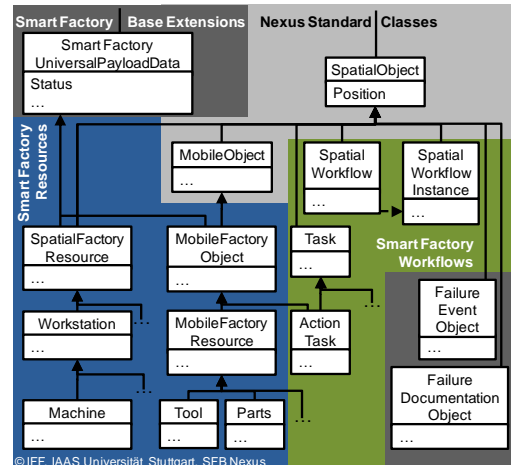 Smart Factory Base Extensions
Nexus Standard Classes
Smart Factory
UniversalPayloadData
Status
...
SpatialObject
Position
Smart Factory
Resources
MobileObject
...
Spatial
Workflow
...
Spatial
Workflow
Instance
...
SpatialFactory
Resource
...
MobileFactory
Object
...
Task
...
Smart Factory
Workflows
...
Workstation
...
...
MobileFactory
Resource
...
Action
Task
...
Failure
Event
Object
...
Machine
...
Tool
...
Parts
...
...
Failure
Documentation
Object
...
© IFF, IAAS Universität Stuttgart, SFB Nexus